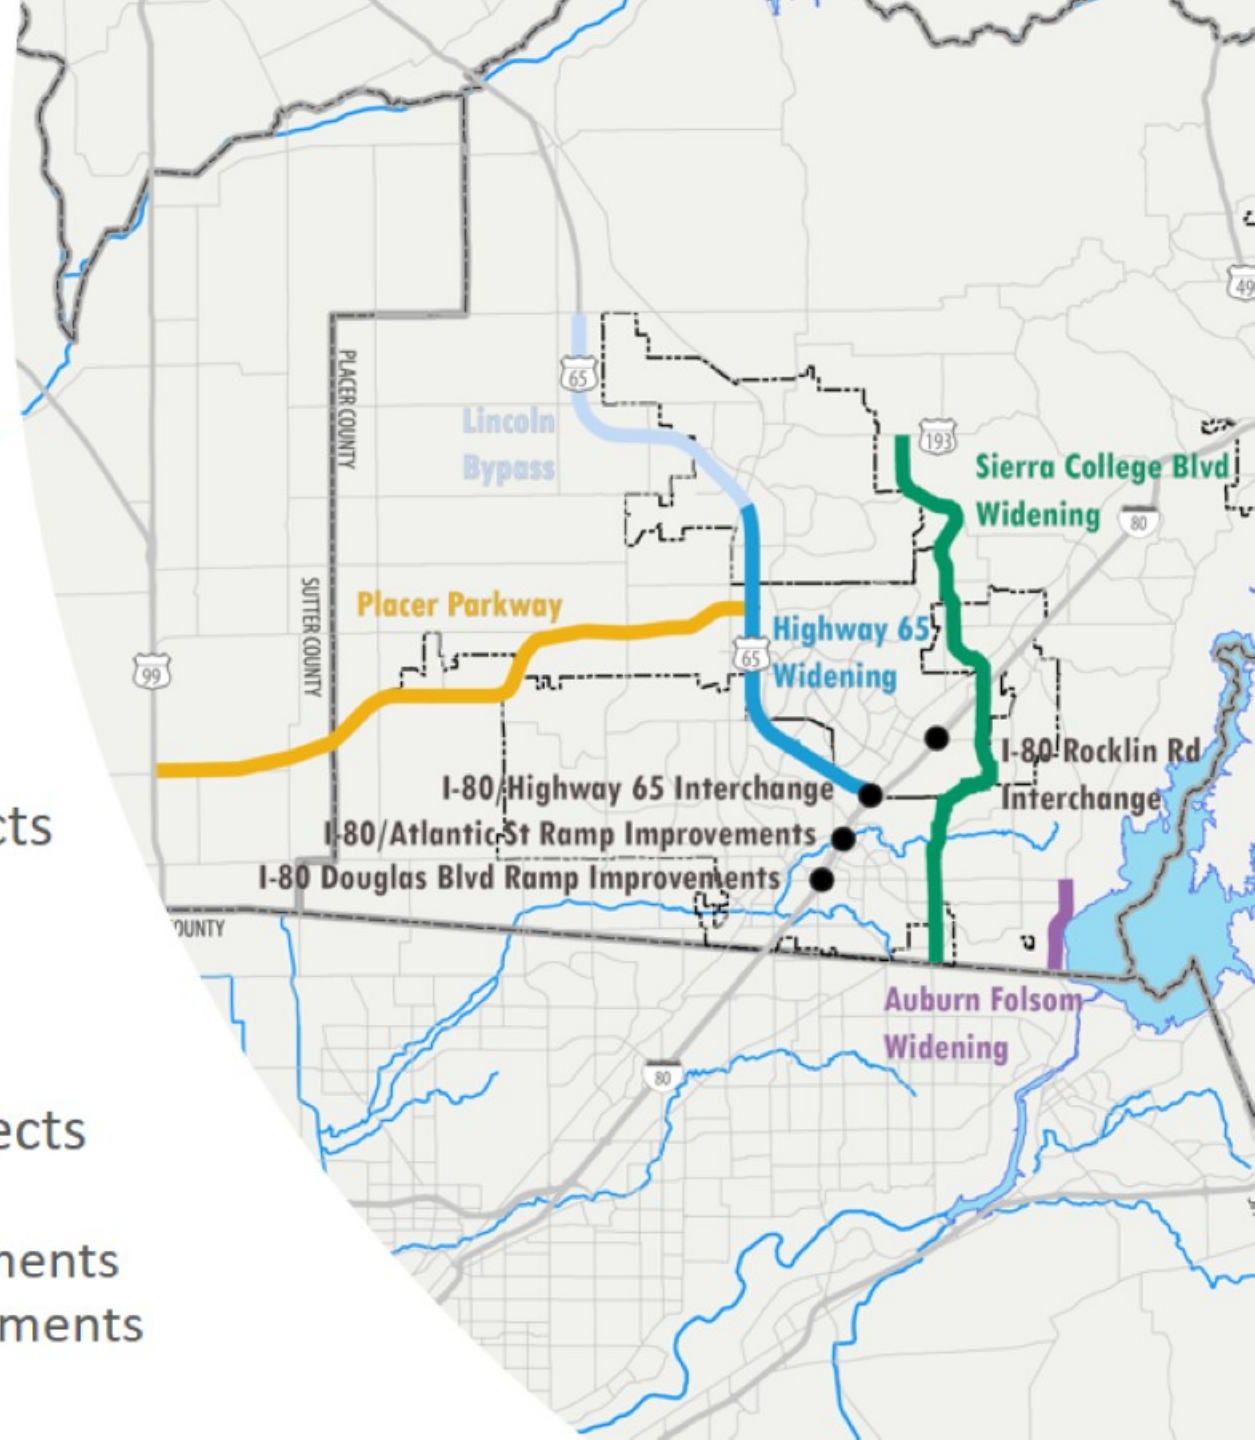 49
PLACER COUNTY
65
Lincoln
Bypass
193
Sierra College Blvd
Widening
80
SUTTER COUNTY
Placer Parkway
99
65
Highway 65
Widening
I-80 Rocklin Rd
Interchange
I-80/Highway 65 Interchange
I-80/Atlantic St Ramp Improvements
I-80 Douglas Blvd Ramp Improvements
cts
OUNTY
Auburn Folsom
Widening
80
ects
nents
ments